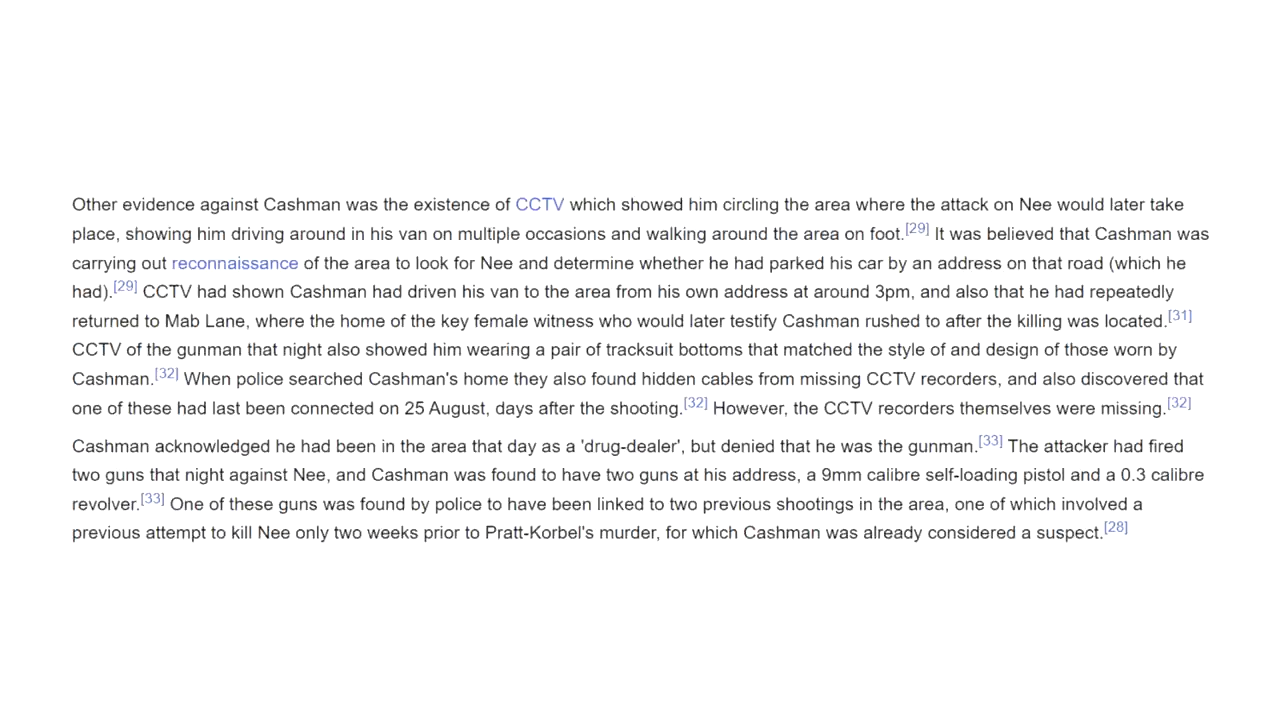 Other evidence against Cashman was the existence of CCTV which showed him circling the area where the attack on Nee would later take
place, showing him driving around in his van on multiple occasions and walking around the area on foot.[29] It was believed that Cashman was
carrying out reconnaissance of the area to look for Nee and determine whether he had parked his car by an address on that road (which he
had).[29] CCTV had shown Cashman had driven his van to the area from his own address at around 3pm, and also that he had repeatedly
returned to Mab Lane, where the home of the key female witness who would later testify Cashman rushed to after the killing was located.[31]
CCTV of the gunman that night also showed him wearing a pair of tracksuit bottoms that matched the style of and design of those worn by
Cashman.[32] When police searched Cashman's home they also found hidden cables from missing CCTV recorders, and also discovered that
one of these had last been connected on 25 August, days after the shooting.[32] However, the CCTV recorders themselves were missing.[32]
Cashman acknowledged he had been in the area that day as a 'drug-dealer', but denied that he was the gunman.[33] The attacker had fired
two guns that night against Nee, and Cashman was found to have two guns at his address, a 9mm calibre self-loading pistol and a 0.3 calibre
revolver.[33] One of these guns was found by police to have been linked to two previous shootings in the area, one of which involved a
previous attempt to kill Nee only two weeks prior to Pratt-Korbel's murder, for which Cashman was already considered a suspect.[28]